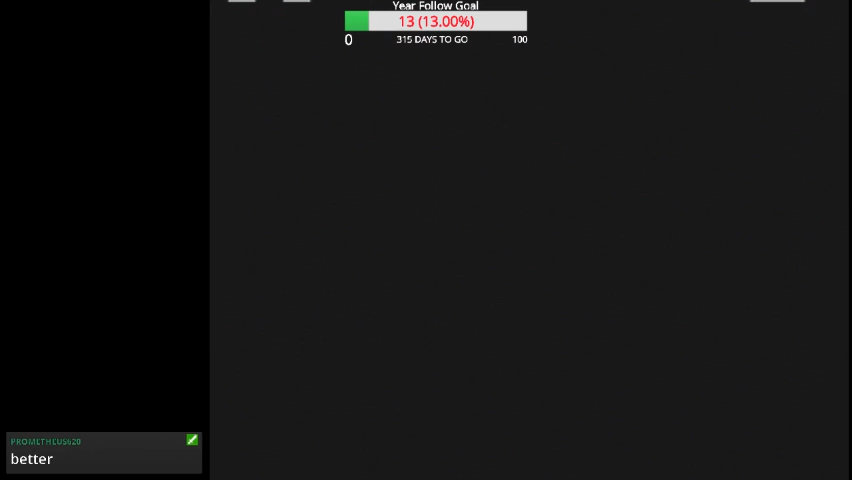 Year Follow Goal
13 (13.00%)
0 315 DAYS TO GO 100
PROMETHEUS620
better